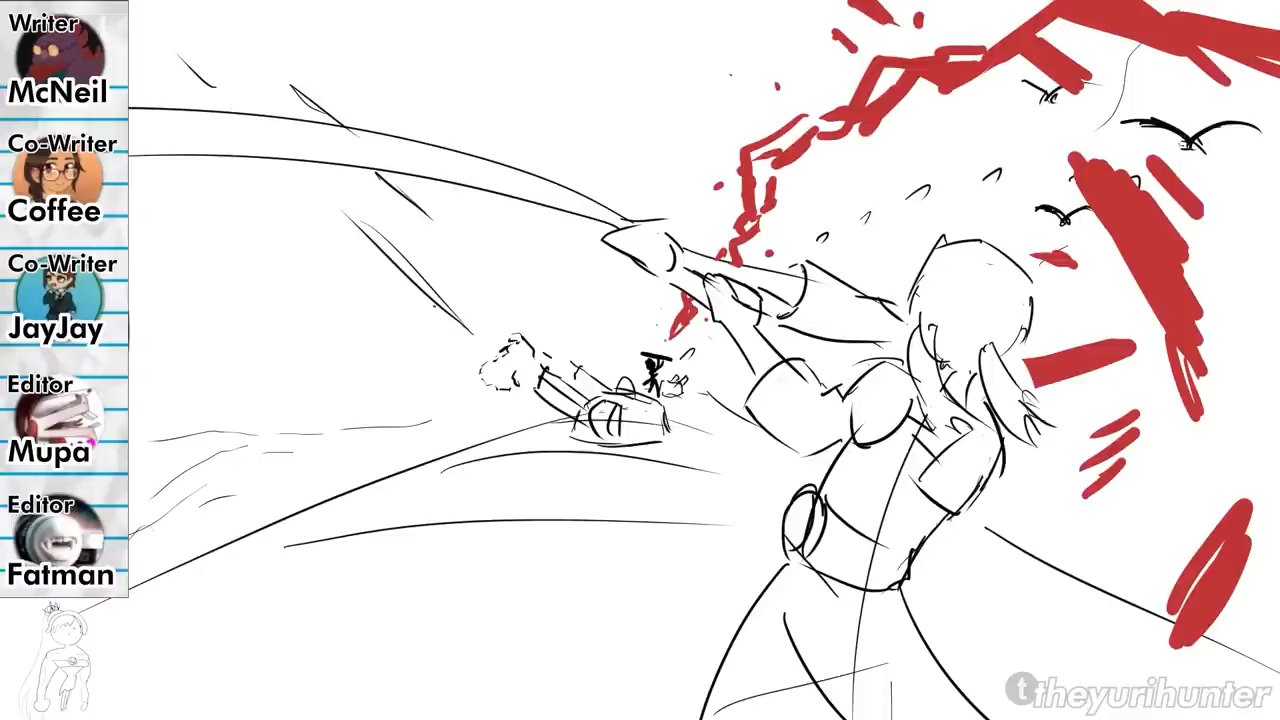 Writer
McNeil
Co-Writer
Coffee
Co-Writer
JayJay
Editor
Mupa
Editor
Fatman
theyurihunter